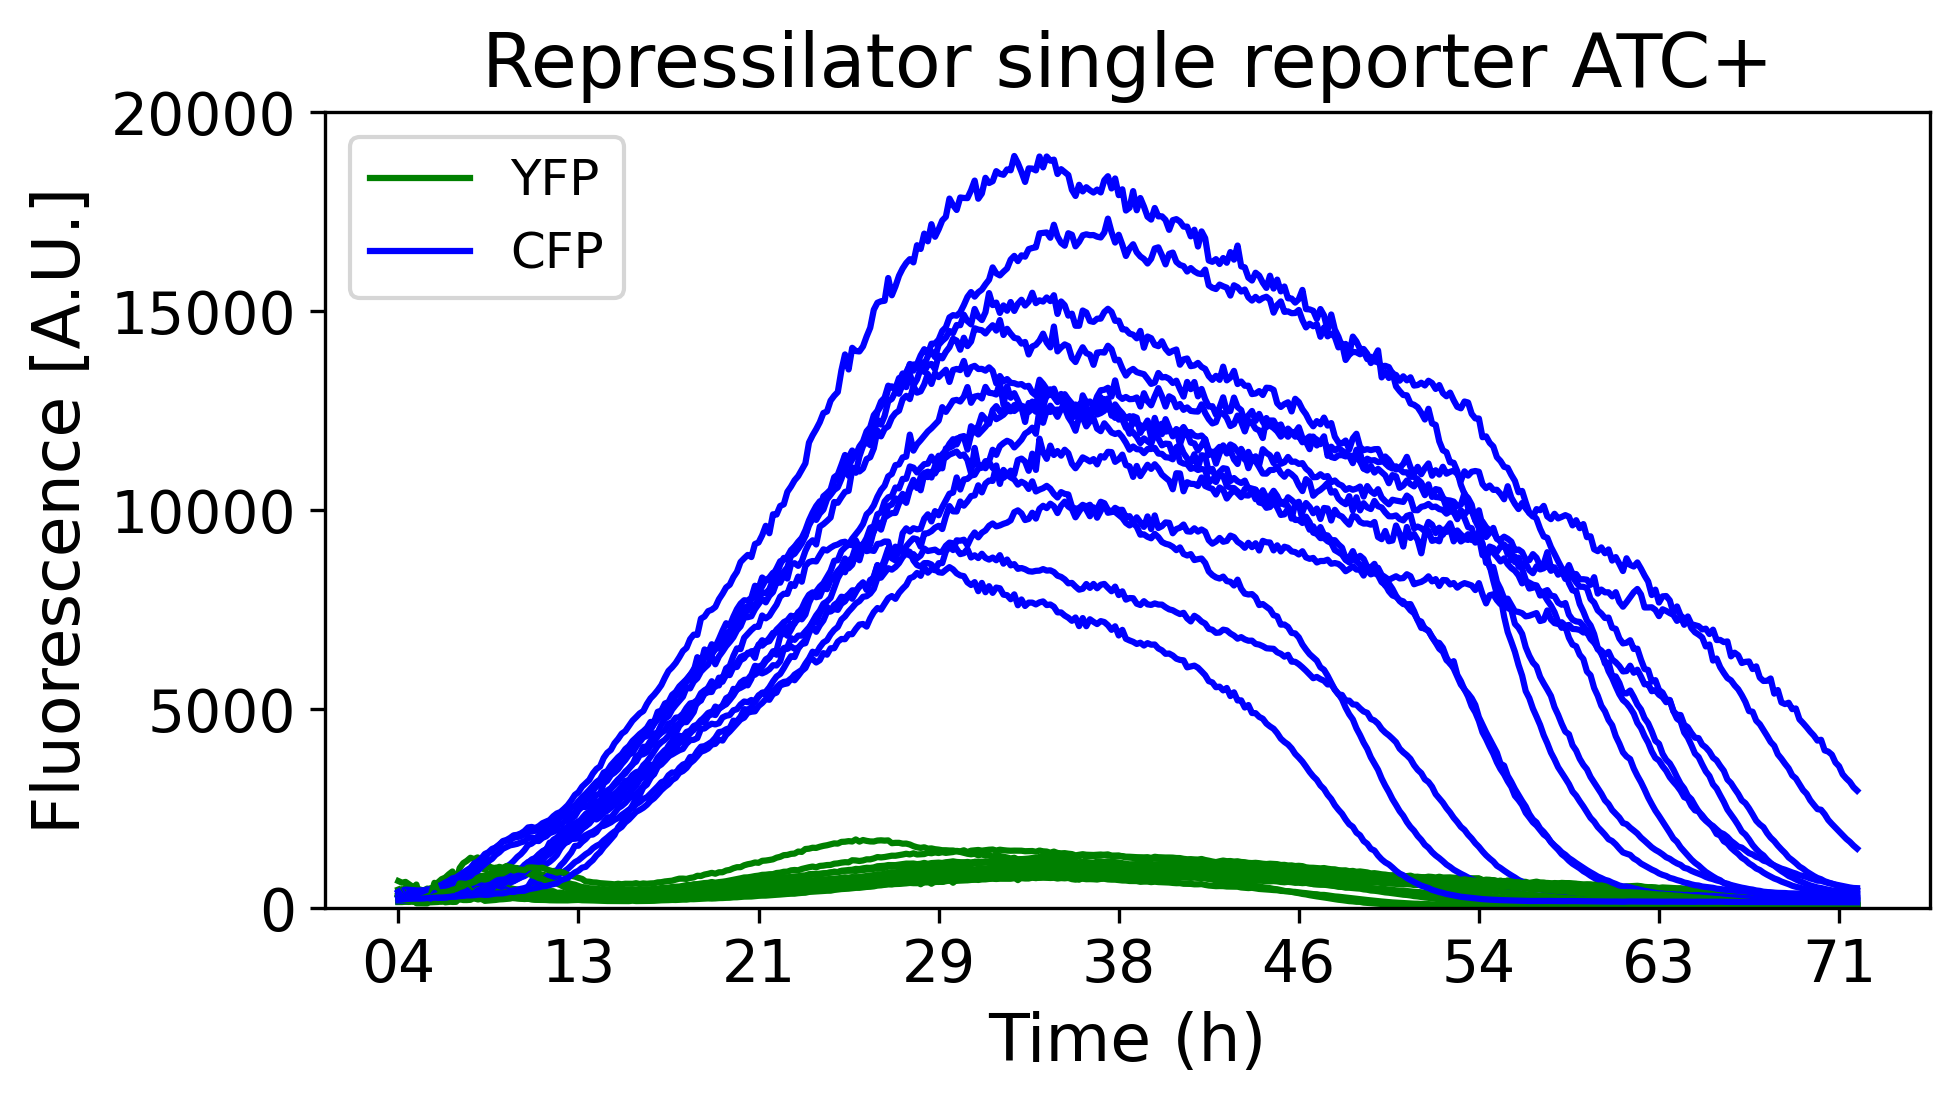 Repressilator single reporter ATC+
Fluorescence [A.U.]
20000
15000
10000
5000
0
YFP
CFP
04 13 21 29 38 46 54 63 71
Time (h)